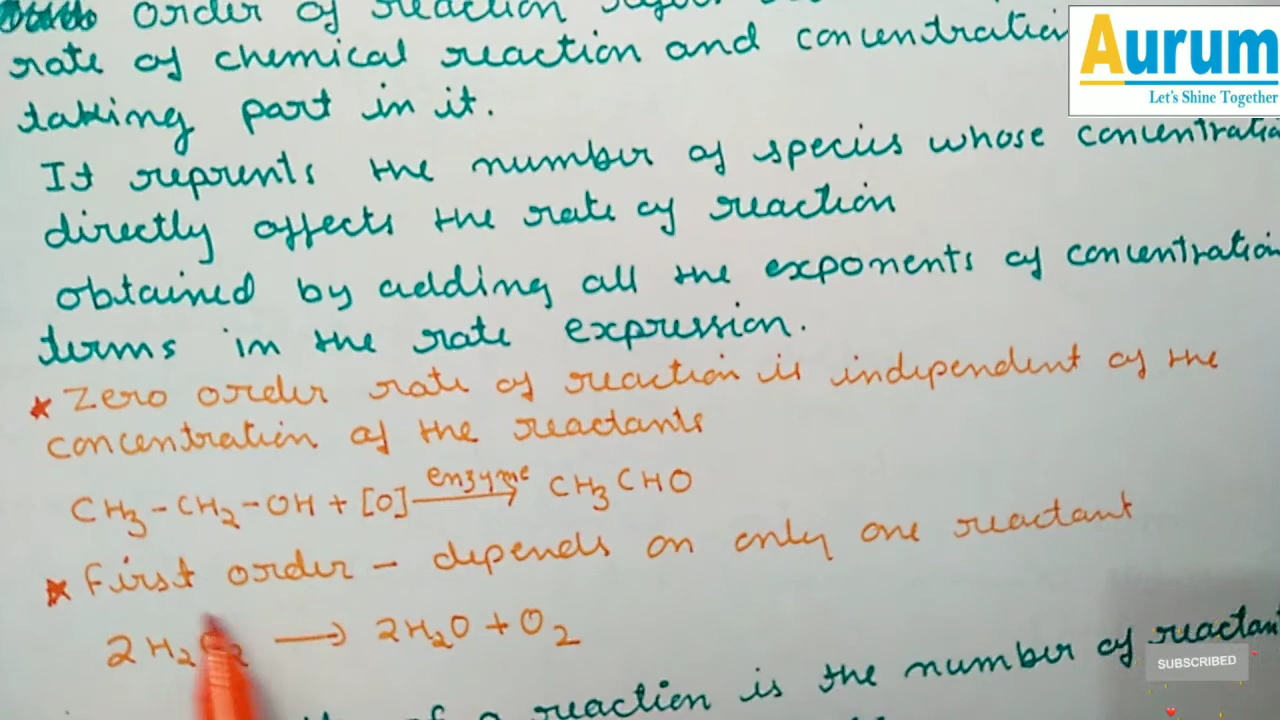 order of reaction
rate of chemical reaction and concentration
taking part in it.
It reprents the number of species whose concentratio
directly affects the rate of reaction
obtained by adding all the exponents of concentration
terms in the rate expression.
★ Zero order rate of reaction is independent of the
concentration of the reactants
CH₃-CH₂-OH + [O] enzyme→ CH₃CHO
★ First order - depends on only one reactant
2H₂O₂ → 2H₂O + O₂
of a reaction is the number of reactan
Aurum
Let's Shine Together
SUBSCRIBED